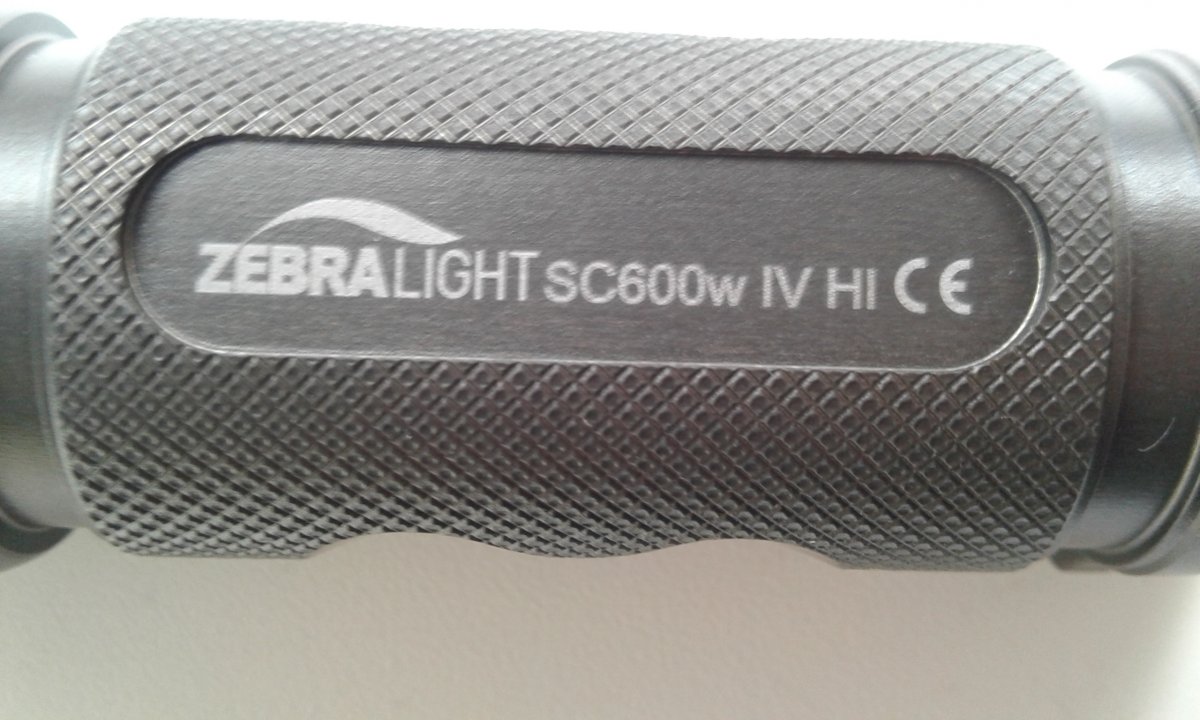 ZEBRALIGHT SC600w IV HI CE